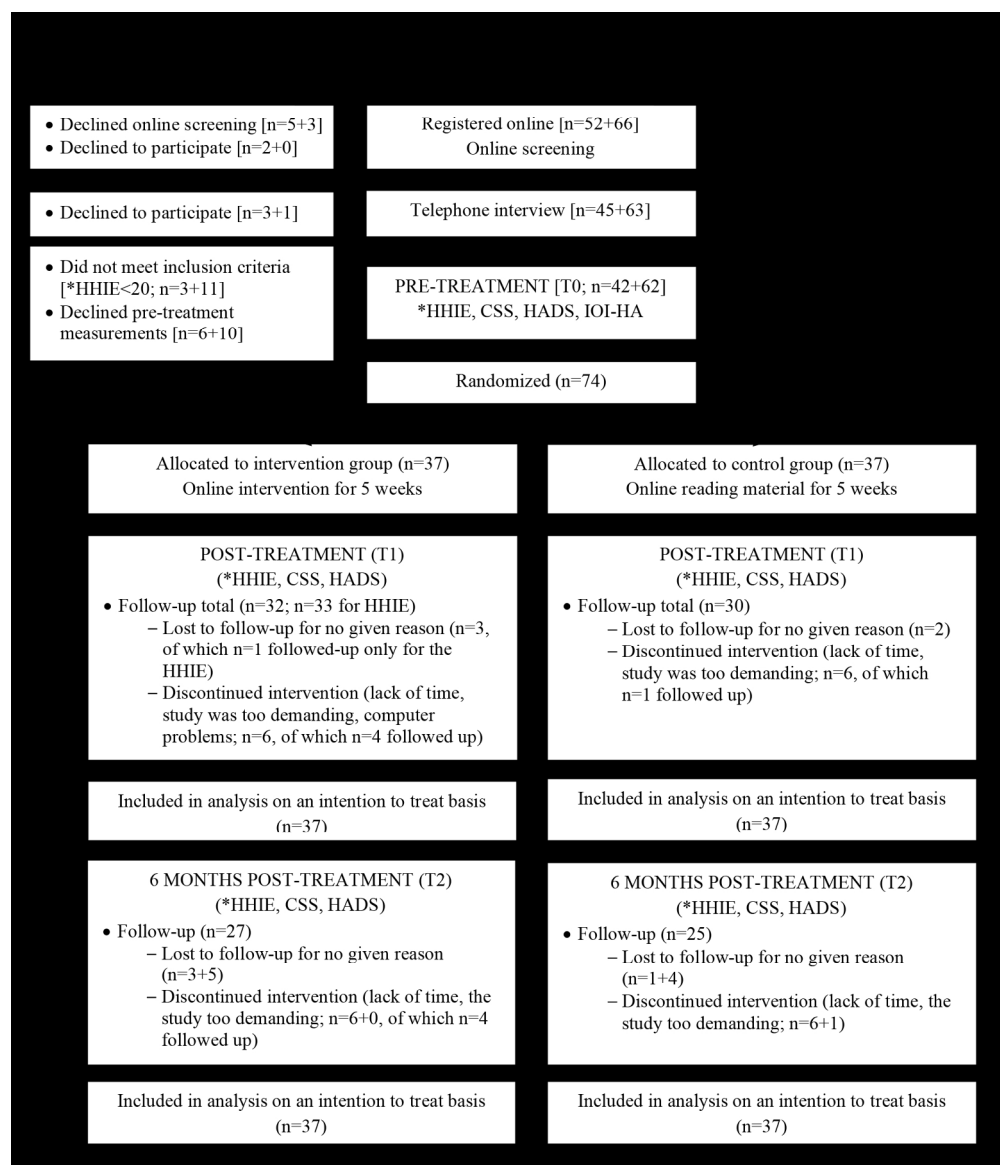 • Declined online screening [n=5+3]
• Declined to participate [n=2+0]
Registered online [n=52+66]
Online screening
• Declined to participate [n=3+1]
Telephone interview [n=45+63]
• Did not meet inclusion criteria
[*HHIE<20; n=3+11]
• Declined pre-treatment
measurements [n=6+10]
PRE-TREATMENT [T0; n=42+62]
*HHIE, CSS, HADS, IOI-HA
Randomized (n=74)
Allocated to intervention group (n=37)
Online intervention for 5 weeks
Allocated to control group (n=37)
Online reading material for 5 weeks
POST-TREATMENT (T1)
(*HHIE, CSS, HADS)
• Follow-up total (n=32; n=33 for HHIE)
– Lost to follow-up for no given reason (n=3,
of which n=1 followed-up only for the
HHIE)
– Discontinued intervention (lack of time,
study was too demanding, computer
problems; n=6, of which n=4 followed up)
POST-TREATMENT (T1)
(*HHIE, CSS, HADS)
• Follow-up total (n=30)
– Lost to follow-up for no given reason (n=2)
– Discontinued intervention (lack of time,
study was too demanding; n=6, of which
n=1 followed up)
Included in analysis on an intention to treat basis
(n=37)
Included in analysis on an intention to treat basis
(n=37)
6 MONTHS POST-TREATMENT (T2)
(*HHIE, CSS, HADS)
• Follow-up (n=27)
– Lost to follow-up for no given reason
(n=3+5)
– Discontinued intervention (lack of time, the
study too demanding; n=6+0, of which n=4
followed up)
6 MONTHS POST-TREATMENT (T2)
(*HHIE, CSS, HADS)
• Follow-up (n=25)
– Lost to follow-up for no given reason
(n=1+4)
– Discontinued intervention (lack of time, the
study too demanding; n=6+1)
Included in analysis on an intention to treat basis
(n=37)
Included in analysis on an intention to treat basis
(n=37)